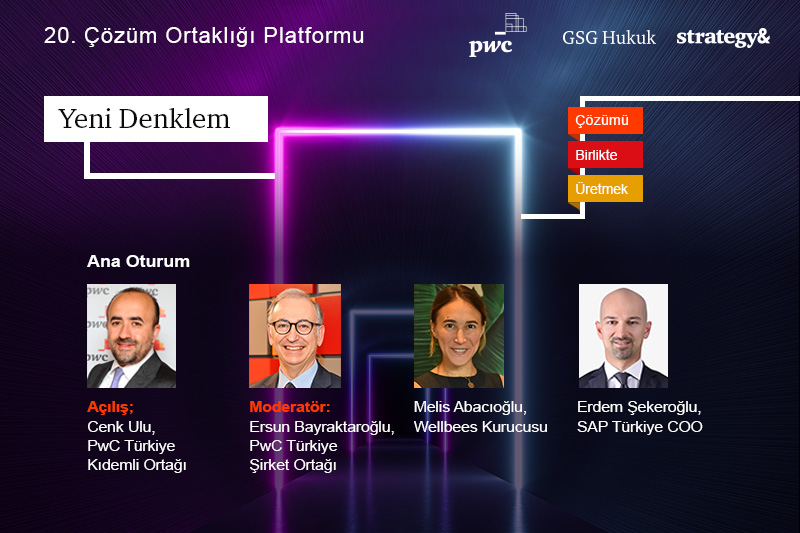 20. Çözüm Ortaklığı Platformu
pwc
GSG Hukuk
strategy&
Yeni Denklem
Çözümü
Birlikte
Üretmek
Ana Oturum
pwc
pwc
Açılış;
Cenk Ulu,
PwC Türkiye
Kıdemli Ortağı
Moderatör:
Ersun Bayraktaroğlu,
PwC Türkiye
Şirket Ortağı
Melis Abacıoğlu,
Wellbees Kurucusu
Erdem Şekeroğlu,
SAP Türkiye COO